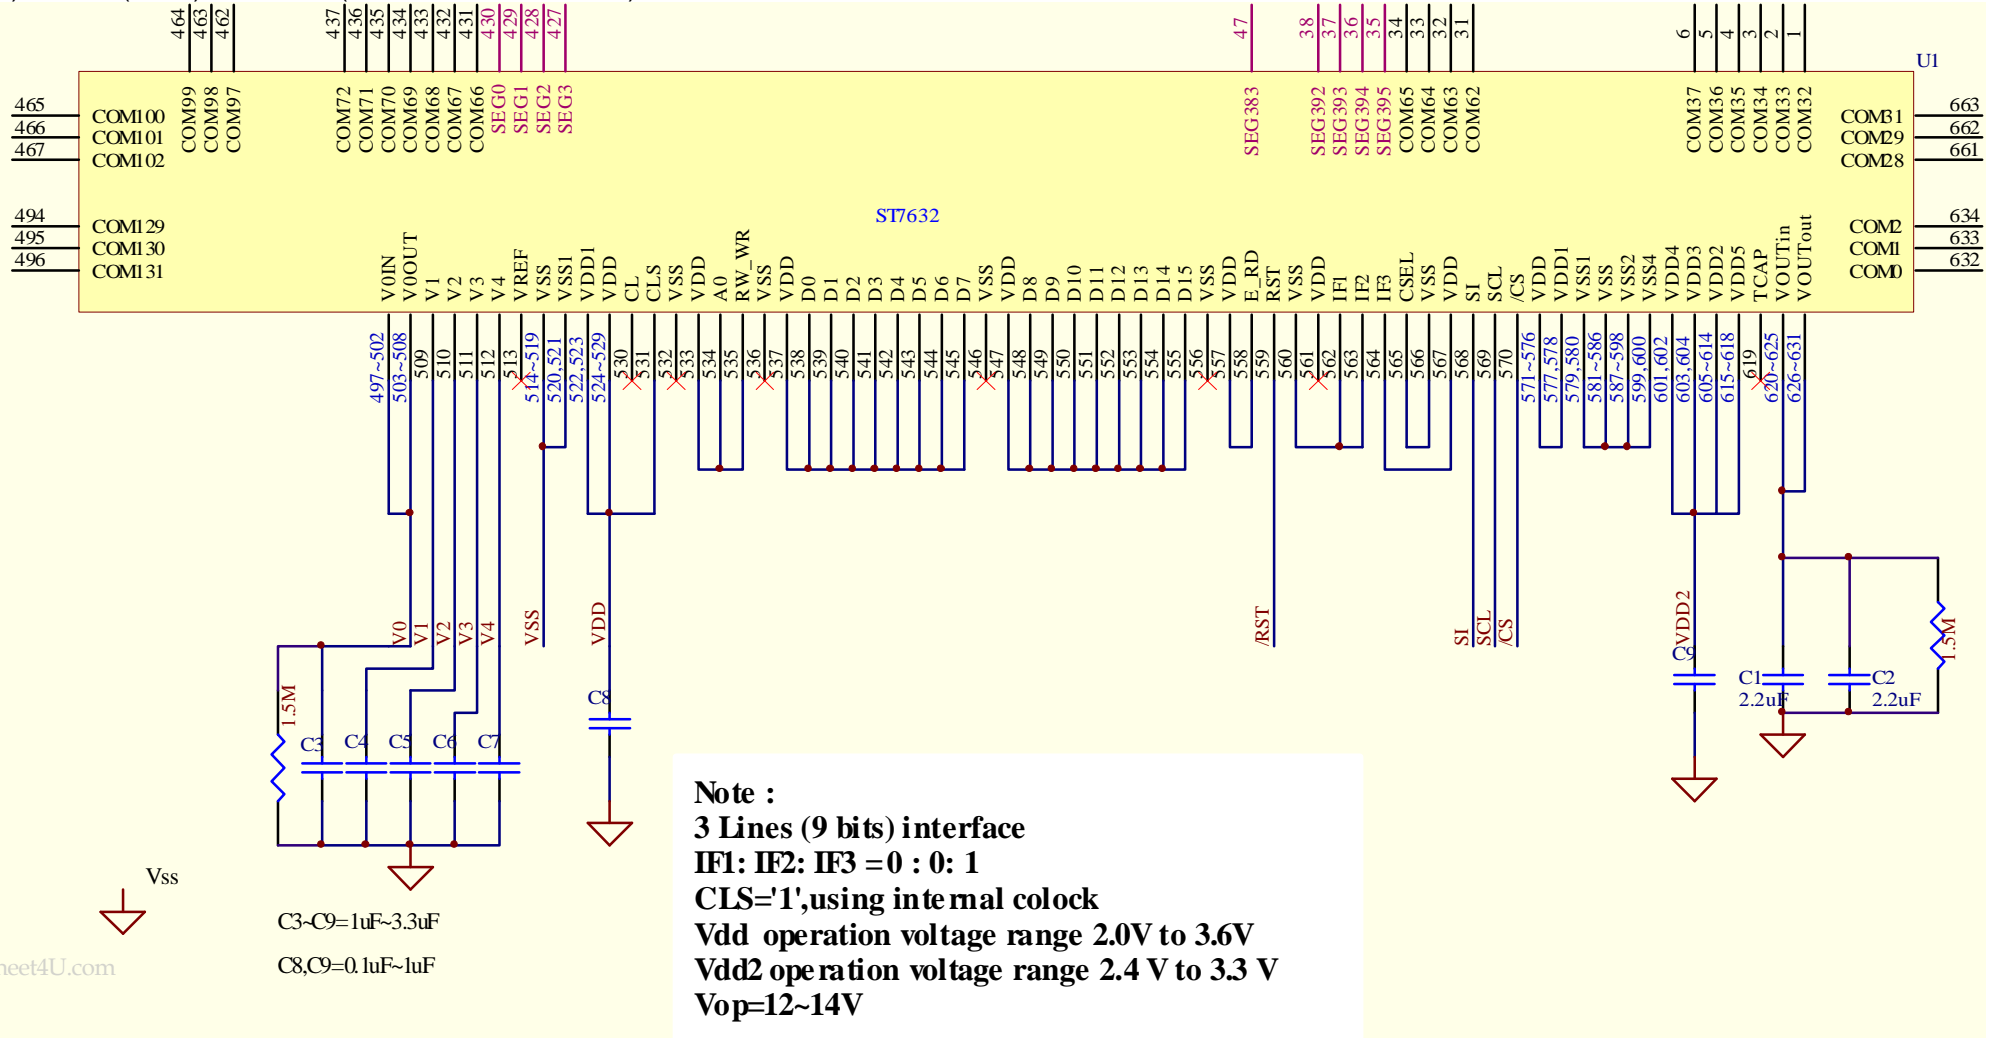 464
463
462
437
436
435
434
433
432
431
430
429
428
427
47
38
37
36
35
34
33
32
31
6
5
4
3
2
1
U1
COM99
COM98
COM97
COM72
COM71
COM70
COM69
COM68
COM67
COM66
SEG0
SEG1
SEG2
SEG3
SEG383
SEG392
SEG393
SEG394
SEG395
COM65
COM64
COM63
COM62
COM37
COM36
COM35
COM34
COM33
COM32
465 COM100
466 COM101
467 COM102
494 COM129
495 COM130
496 COM131
COM31 663
COM29 662
COM28 661
COM2 634
COM1 633
COM0 632
ST7632
V0IN
V0OUT
V1
V2
V3
V4
VREF
VSS
VSS1
VDD1
VDD
CL
CLS
VSS
VDD
A0
RW_WR
VSS
VDD
D0
D1
D2
D3
D4
D5
D6
D7
VSS
VDD
D8
D9
D10
D11
D12
D13
D14
D15
VSS
VDD
E_RD
RST
VSS
VDD
IF1
IF2
IF3
CSEL
VSS
VDD
SI
SCL
/CS
VDD
VDD1
VSS1
VSS
VSS2
VSS4
VDD4
VDD3
VDD2
VDD5
TCAP
VOUTin
VOUTout
497~502
503~508
509
510
511
512
513
514~519
520,521
522,523
524~529
530
531
532
533
534
535
536
537
538
539
540
541
542
543
544
545
546
547
548
549
550
551
552
553
554
555
556
557
558
559
560
561
562
563
564
565
566
567
568
569
570
571~576
577,578
579,580
581~586
587~598
599,600
601,602
603,604
605~614
615~618
619
620~625
626~631
V0
V1
V2
V3
V4
VSS
VDD
/RST
SI
SCL
/CS
VDD2
1.5M
C3
C4
C5
C6
C7
C8
C9
C1
2.2uF
C2
2.2uF
1.5M
Vss
C3~C9=1uF~3.3uF
C8,C9=0.1uF~1uF
Note :
3 Lines (9 bits) interface
IF1: IF2: IF3 =0 : 0: 1
CLS='1',using internal colock
Vdd operation voltage range 2.0V to 3.6V
Vdd2 operation voltage range 2.4 V to 3.3 V
Vop=12~14V
heet4U.com